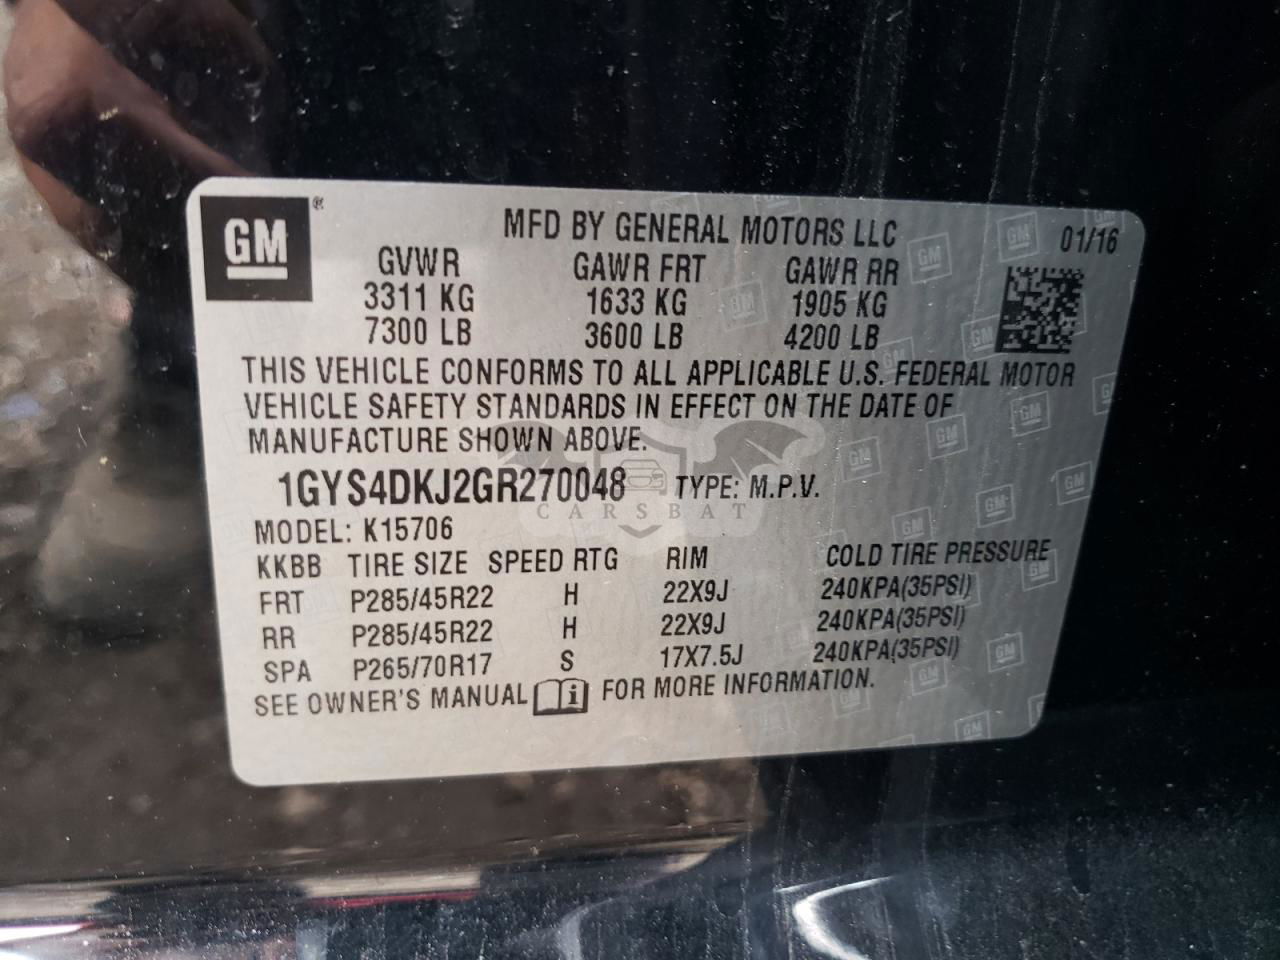 GM®
MFD BY GENERAL MOTORS LLC 01/16
GVWR GAWR FRT GAWR RR
3311 KG 1633 KG 1905 KG
7300 LB 3600 LB 4200 LB
THIS VEHICLE CONFORMS TO ALL APPLICABLE U.S. FEDERAL MOTOR
VEHICLE SAFETY STANDARDS IN EFFECT ON THE DATE OF
MANUFACTURE SHOWN ABOVE.
1GYS4DKJ2GR270048 TYPE: M.P.V.
CARSBAT
MODEL: K15706
KKBB TIRE SIZE SPEED RTG RIM COLD TIRE PRESSURE
FRT P285/45R22 H 22X9J 240KPA(35PSI)
RR P285/45R22 H 22X9J 240KPA(35PSI)
SPA P265/70R17 S 17X7.5J 240KPA(35PSI)
SEE OWNER'S MANUAL i FOR MORE INFORMATION.